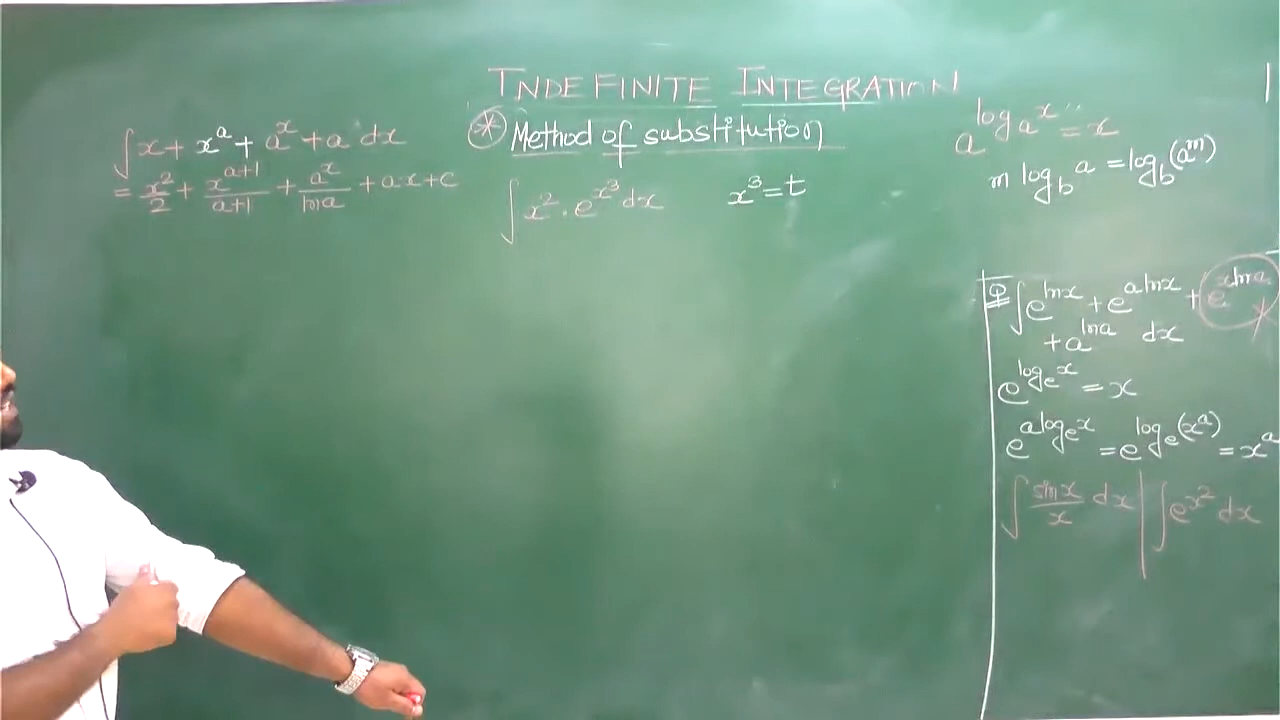 INDEFINITE INTEGRATION
∫ x + x^a + a^x + a dx
= x²/2 + x^(a+1)/(a+1) + a^x/ln a + a·x + c
* Method of substitution
∫ x² · e^(x³) dx    x³ = t
a^(log_a x) = x
m log_b a = log_b (a^m)
Q ∫ e^(ln x) + e^(a ln x) + e^(x ln a) *
+ a^(ln a) dx
e^(log_e x) = x
e^(a log_e x) = e^(log_e (x^a)) = x^a
∫ sin x / x dx | ∫ e^(x²) dx